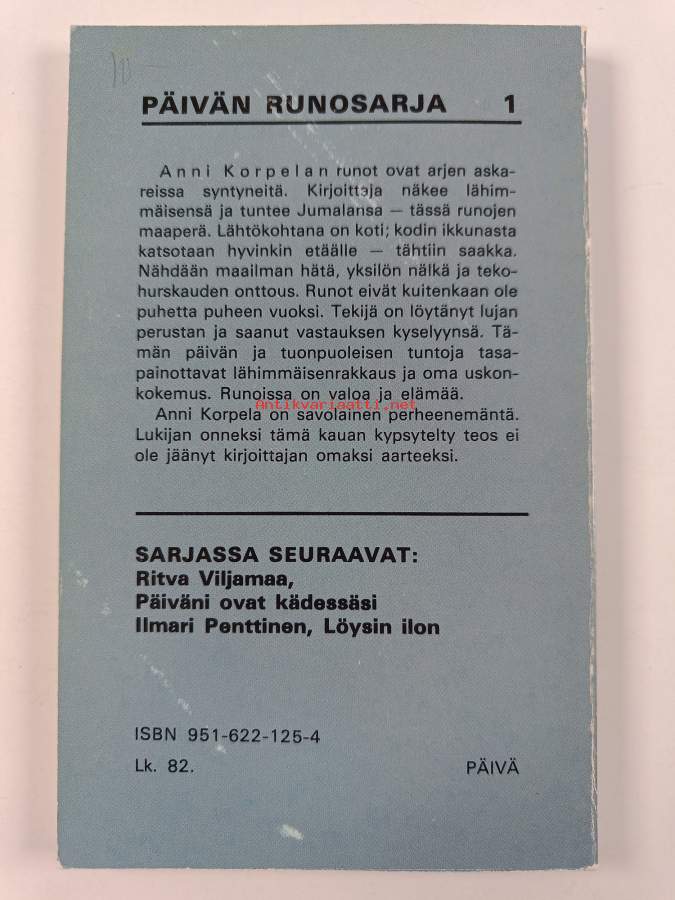 10 —
PÄIVÄN RUNOSARJA 1
Anni Korpelan runot ovat arjen aska-
reissa syntyneitä. Kirjoittaja näkee lähim-
mäisensä ja tuntee Jumalansa — tässä runojen
maaperä. Lähtökohtana on koti; kodin ikkunasta
katsotaan hyvinkin etäälle — tähtiin saakka.
Nähdään maailman hätä, yksilön nälkä ja teko-
hurskauden onttous. Runot eivät kuitenkaan ole
puhetta puheen vuoksi. Tekijä on löytänyt lujan
perustan ja saanut vastauksen kyselyynsä. Tä-
män päivän ja tuonpuoleisen tuntoja tasa-
painottavat lähimmäisenrakkaus ja oma uskon-
kokemus. Runoissa on valoa ja elämää.
Antikvariaatti.net
Anni Korpela on savolainen perheenemäntä.
Lukijan onneksi tämä kauan kypsytelty teos ei
ole jäänyt kirjoittajan omaksi aarteeksi.
SARJASSA SEURAAVAT:
Ritva Viljamaa,
Päiväni ovat kädessäsi
Ilmari Penttinen, Löysin ilon
ISBN 951-622-125-4
Lk. 82. PÄIVÄ